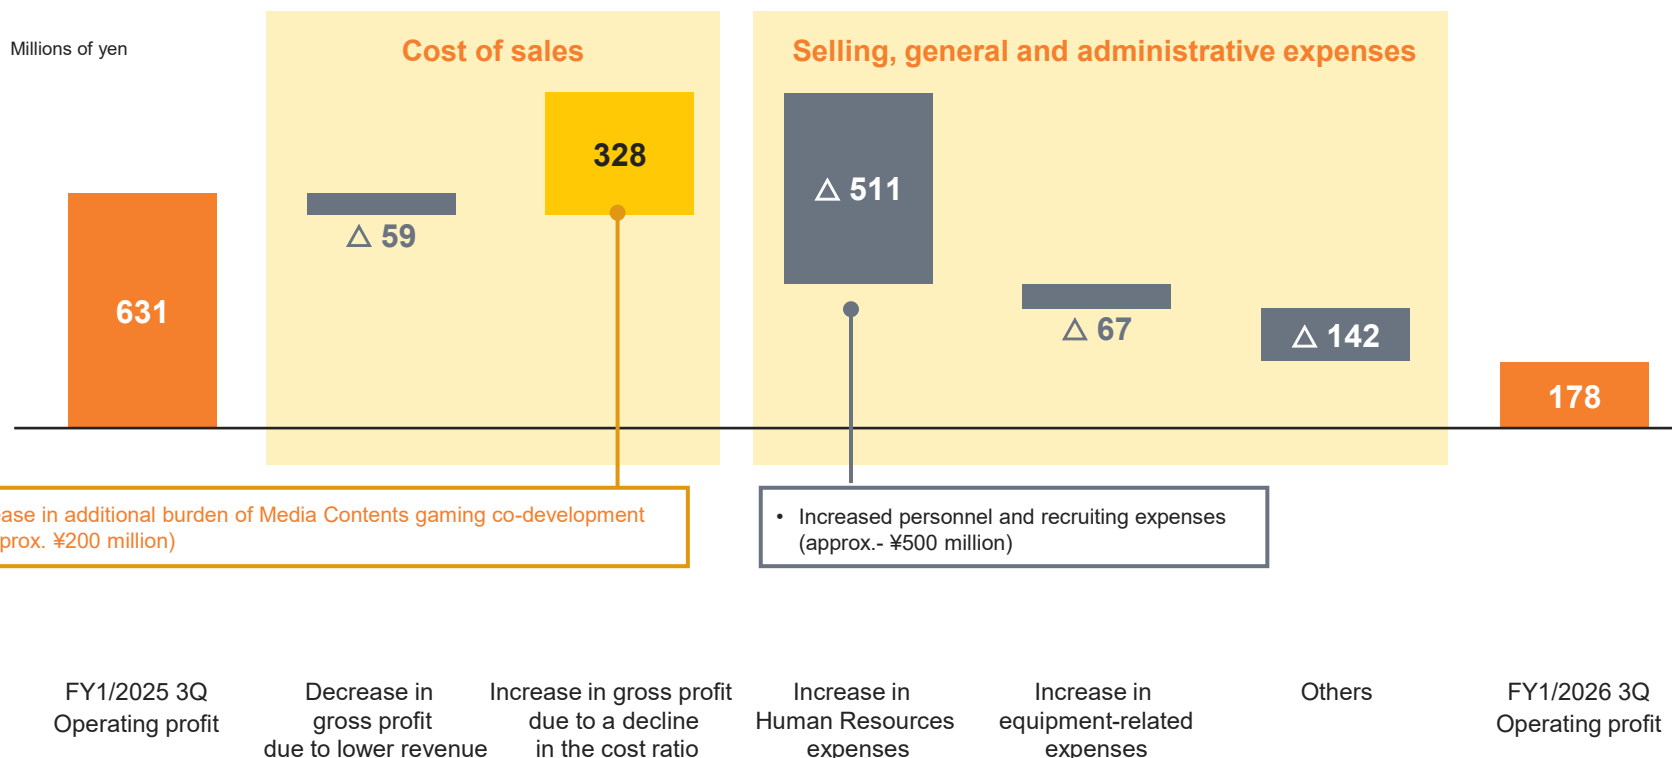 Millions of yen
Cost of sales
Selling, general and administrative expenses
631
△ 59
328
△ 511
△ 67
△ 142
178
in additional burden of Media Contents gaming co-development
¥200 million)
• Increased personnel and recruiting expenses
(approx.- ¥500 million)
FY1/2025 3Q
Operating profit
Decrease in
gross profit
due to lower revenue
Increase in gross profit
due to a decline
in the cost ratio
Increase in
Human Resources
expenses
Increase in
equipment-related
expenses
Others
FY1/2026 3Q
Operating profit